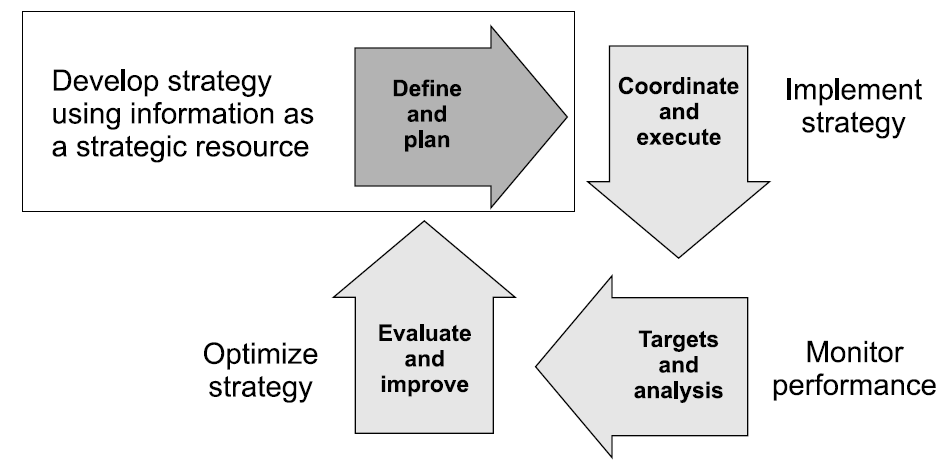 Develop strategy
using information as
a strategic resource
Define
and
plan
Coordinate
and
execute
Implement
strategy
Optimize
strategy
Evaluate
and
improve
Targets
and
analysis
Monitor
performance